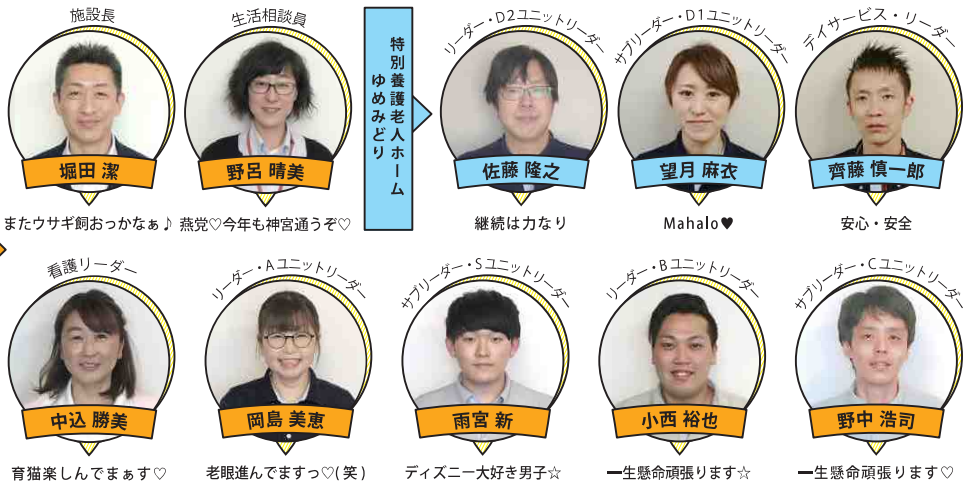 施設長
堀田 潔
またウサギ飼おっかなぁ♪
生活相談員
野呂 晴美
燕党♡今年も神宮通うぞ♡
特別養護老人ホーム
ゆめみどり
リーダー・D2ユニットリーダー
佐藤 隆之
継続は力なり
サブリーダー・D1ユニットリーダー
望月 麻衣
Mahalo♥
デイサービス・リーダー
齊藤 慎一郎
安心・安全
看護リーダー
中込 勝美
育猫楽しんでまぁす♡
リーダー・Aユニットリーダー
岡島 美恵
老眼進んでますっ♡(笑)
サブリーダー・Sユニットリーダー
雨宮 新
ディズニー大好き男子☆
リーダー・Bユニットリーダー
小西 裕也
一生懸命頑張ります☆
サブリーダー・Cユニットリーダー
野中 浩司
一生懸命頑張ります♡